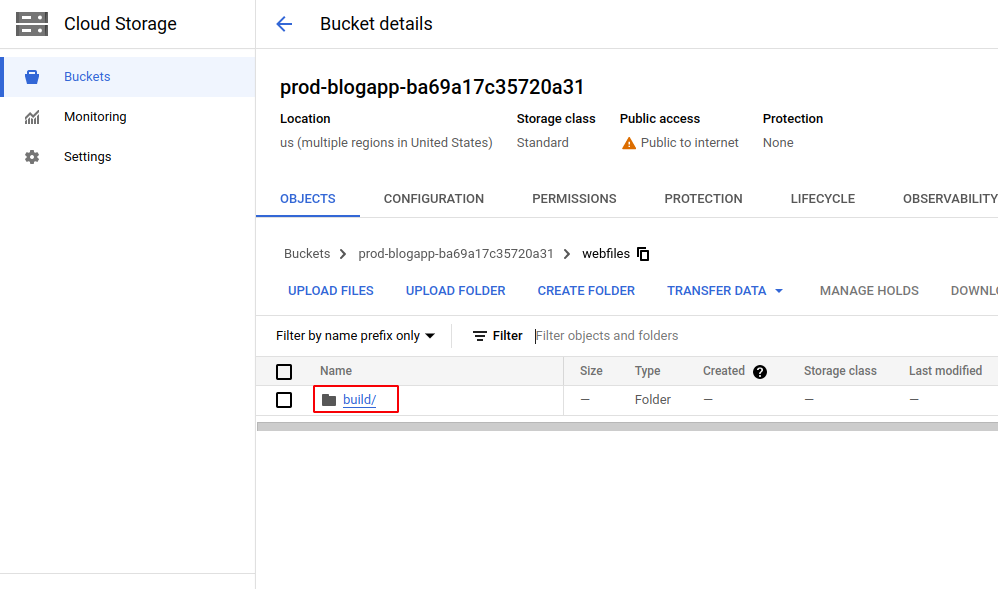 Cloud Storage
Bucket details
Buckets
Monitoring
Settings
prod-blogapp-ba69a17c35720a31
Location Storage class Public access Protection
us (multiple regions in United States) Standard Public to internet None
OBJECTS CONFIGURATION PERMISSIONS PROTECTION LIFECYCLE OBSERVABILITY
Buckets prod-blogapp-ba69a17c35720a31 webfiles
UPLOAD FILES UPLOAD FOLDER CREATE FOLDER TRANSFER DATA MANAGE HOLDS DOWNLO
Filter by name prefix only Filter Filter objects and folders
Name Size Type Created ? Storage class Last modified
build/ — Folder — — —